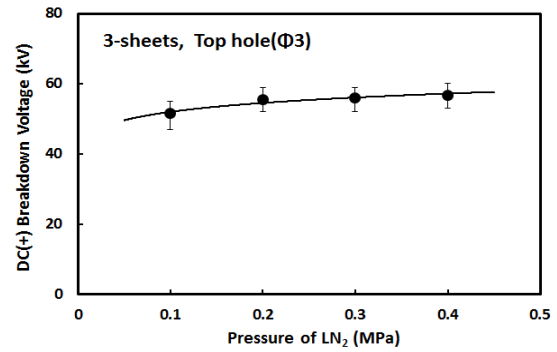 3-sheets, Top hole(Φ3)
DC(+) Breakdown Voltage (kV)
80
60
40
20
0
0 0.1 0.2 0.3 0.4 0.5
Pressure of LN₂ (MPa)